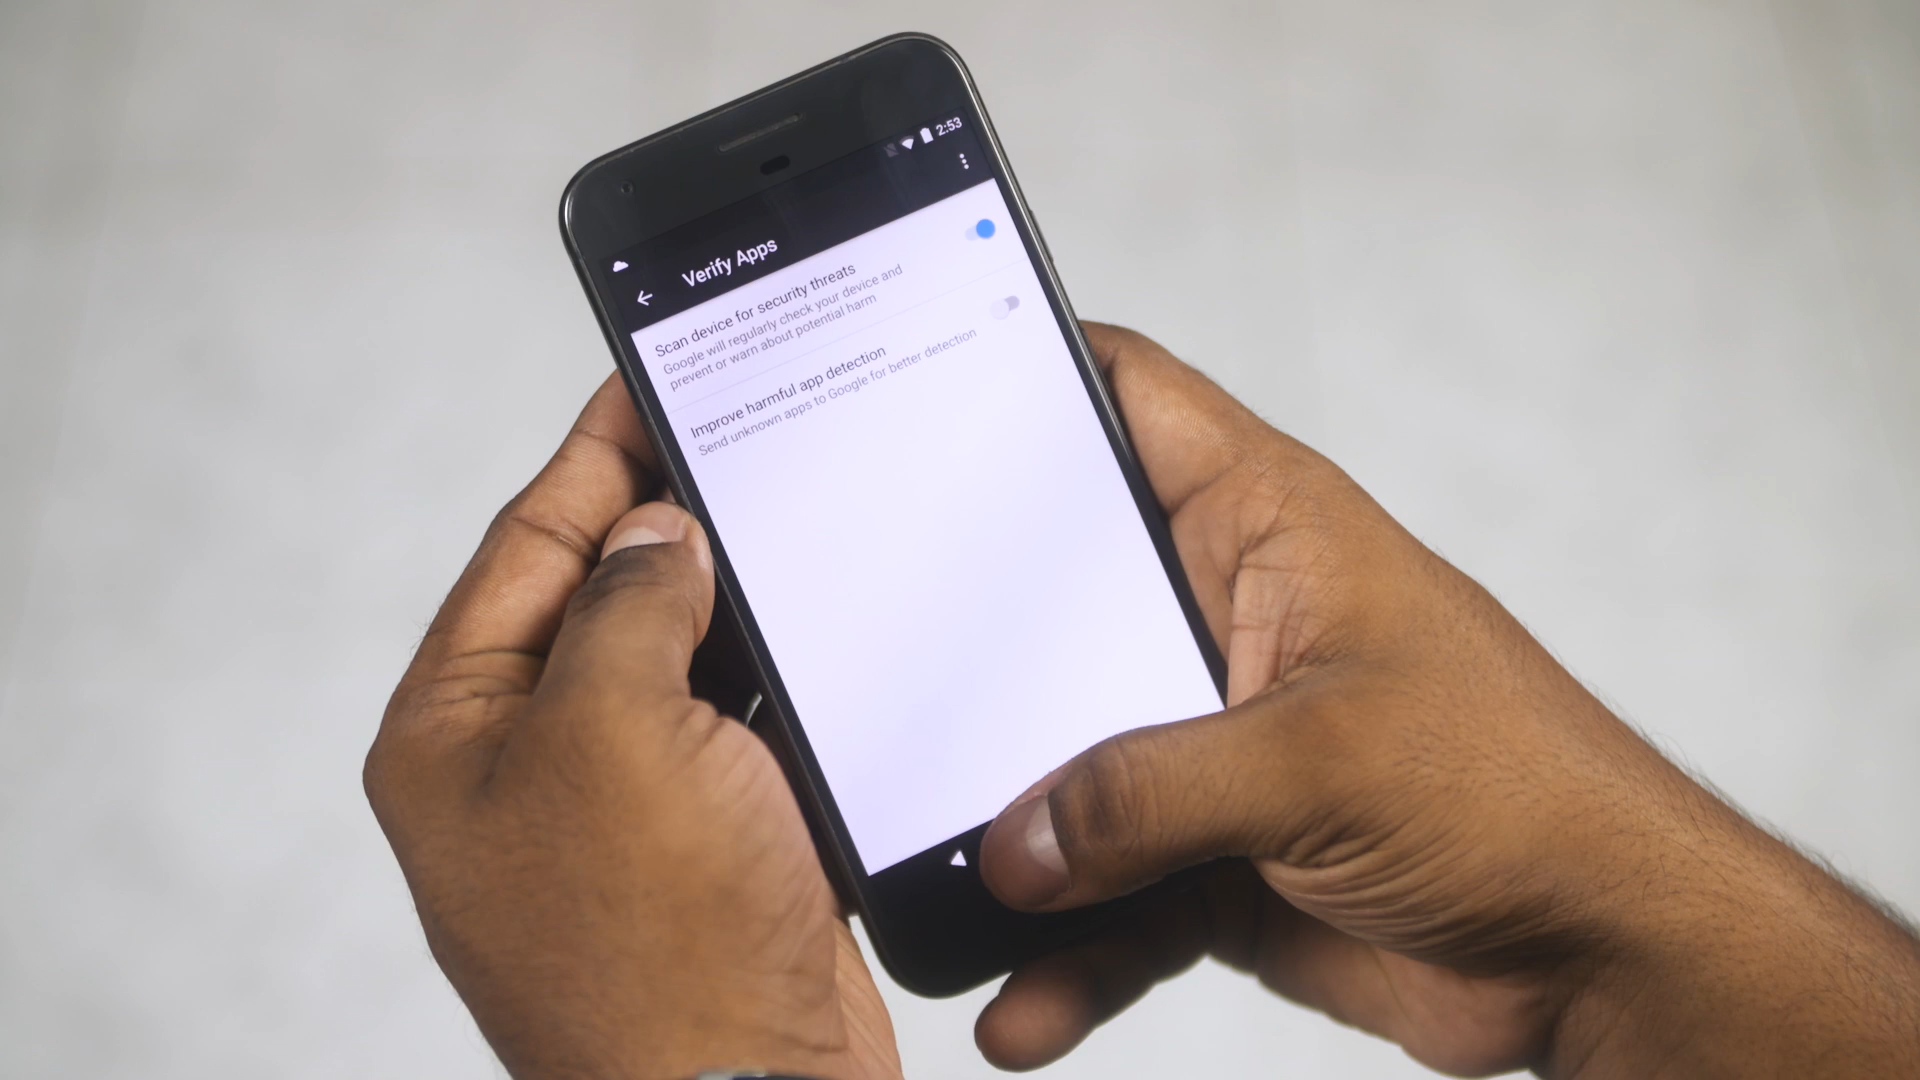 2:53
Verify Apps
Scan device for security threats
Google will regularly check your device and
prevent or warn about potential harm
Improve harmful app detection
Send unknown apps to Google for better detection